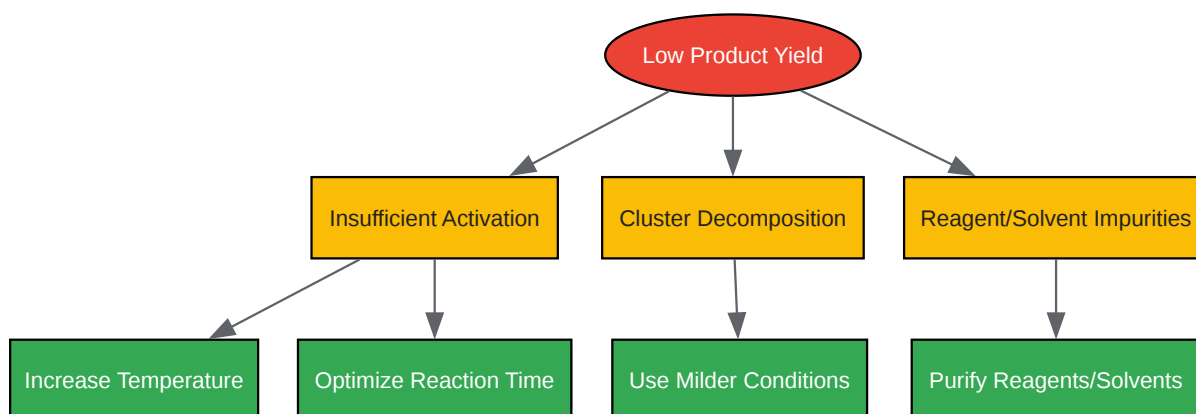 Low Product Yield
Insufficient Activation
Cluster Decomposition
Reagent/Solvent Impurities
Increase Temperature
Optimize Reaction Time
Use Milder Conditions
Purify Reagents/Solvents